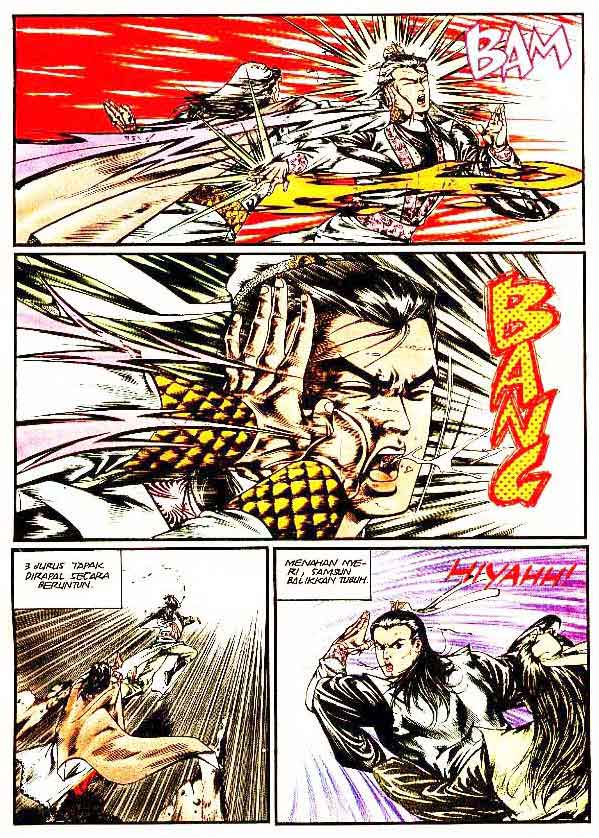 BAM
BANG
3 JURUS TAPAK
DIRAPAL SECARA
BERUNTUN.
MENAHAN NYE-
RI, SAMSUN
BALIKKAN TUBUH.
HIYAHH!